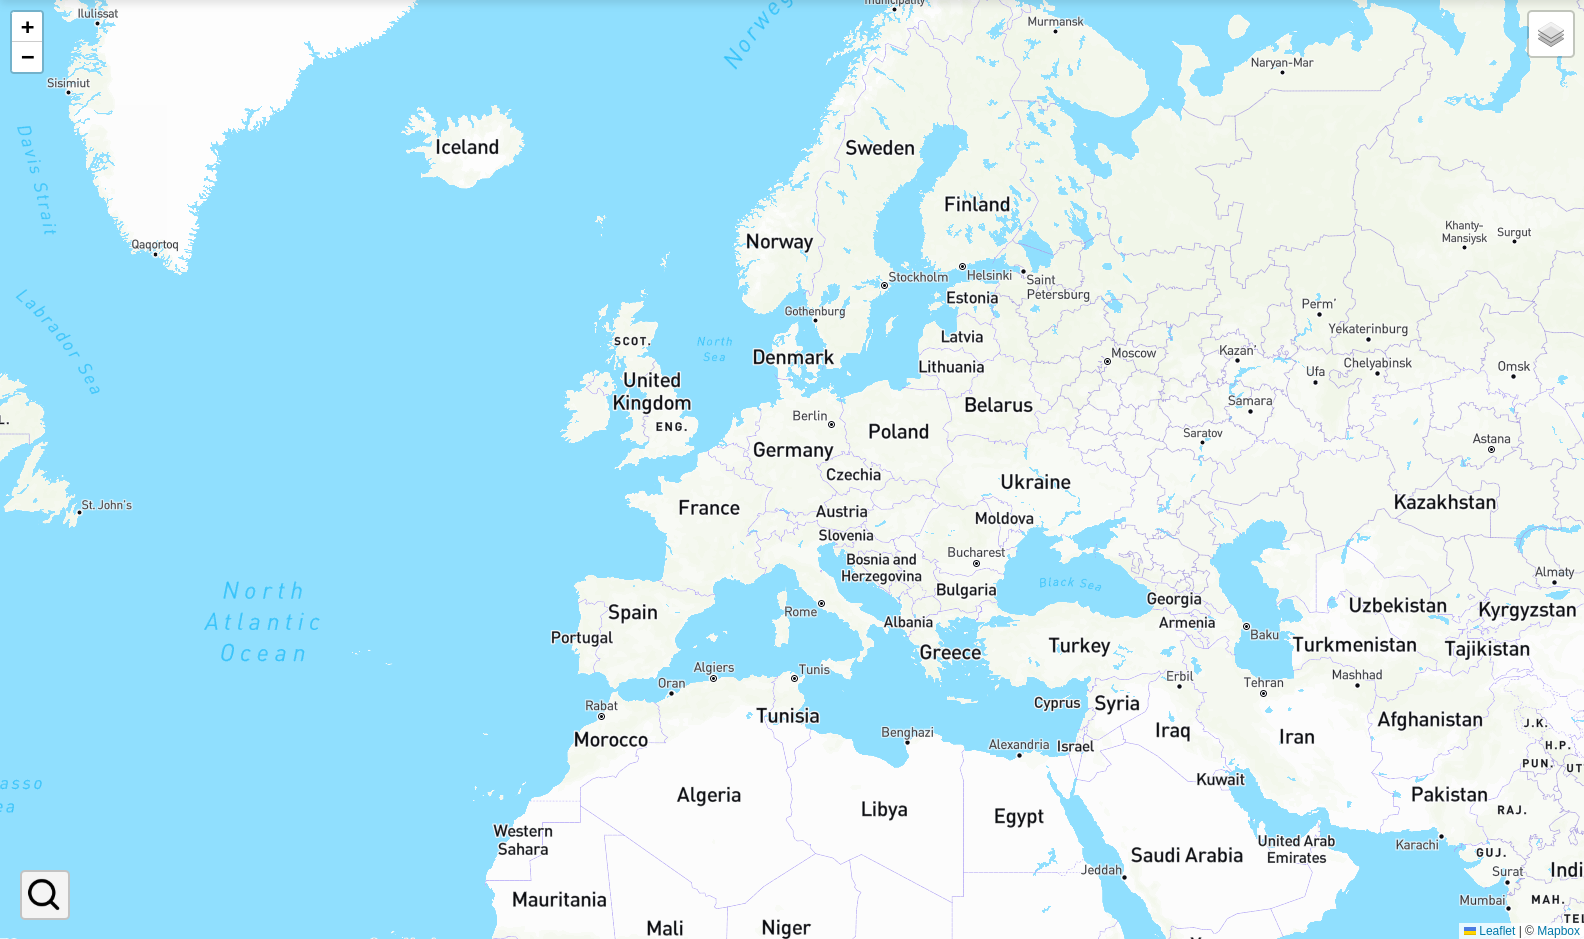 +
−
Ilulissat
municipality
Murmansk
Norweg
Sisimiut
Naryan-Mar
Davis Strait
Iceland
Sweden
Finland
Qaqortoq
Norway
Khanty-
Mansiysk
Surgut
Stockholm
Helsinki
Saint
Petersburg
Estonia
Labrador Sea
Gothenburg
Perm'
Yekaterinburg
SCOT.
North
Sea
Latvia
Denmark
Moscow
Kazan'
Chelyabinsk
Lithuania
Ufa
Omsk
United
Kingdom
Belarus
Samara
L.
ENG.
Berlin
Poland
Saratov
Astana
Germany
Czechia
Ukraine
St. John's
France
Austria
Moldova
Kazakhstan
Slovenia
Bucharest
Bosnia and
Herzegovina
Black Sea
Almaty
North
Atlantic
Ocean
Bulgaria
Georgia
Uzbekistan
Kyrgyzstan
Spain
Rome
Albania
Armenia
Baku
Portugal
Greece
Turkey
Turkmenistan
Tajikistan
Algiers
Tunis
Oran
Erbil
Tehran
Mashhad
Rabat
Tunisia
Cyprus
Syria
Afghanistan
J.K.
Morocco
Benghazi
Alexandria
Israel
Iraq
Iran
H.P.
PUN.
UT
asso
ea
Kuwait
Algeria
Libya
Egypt
Pakistan
RAJ.
Western
Sahara
United Arab
Emirates
Karachi
Saudi Arabia
GUJ.
Jeddah
Surat
Indi
Mauritania
Mumbai
MAH.
TEL
Mali
Niger
Leaflet | © Mapbox